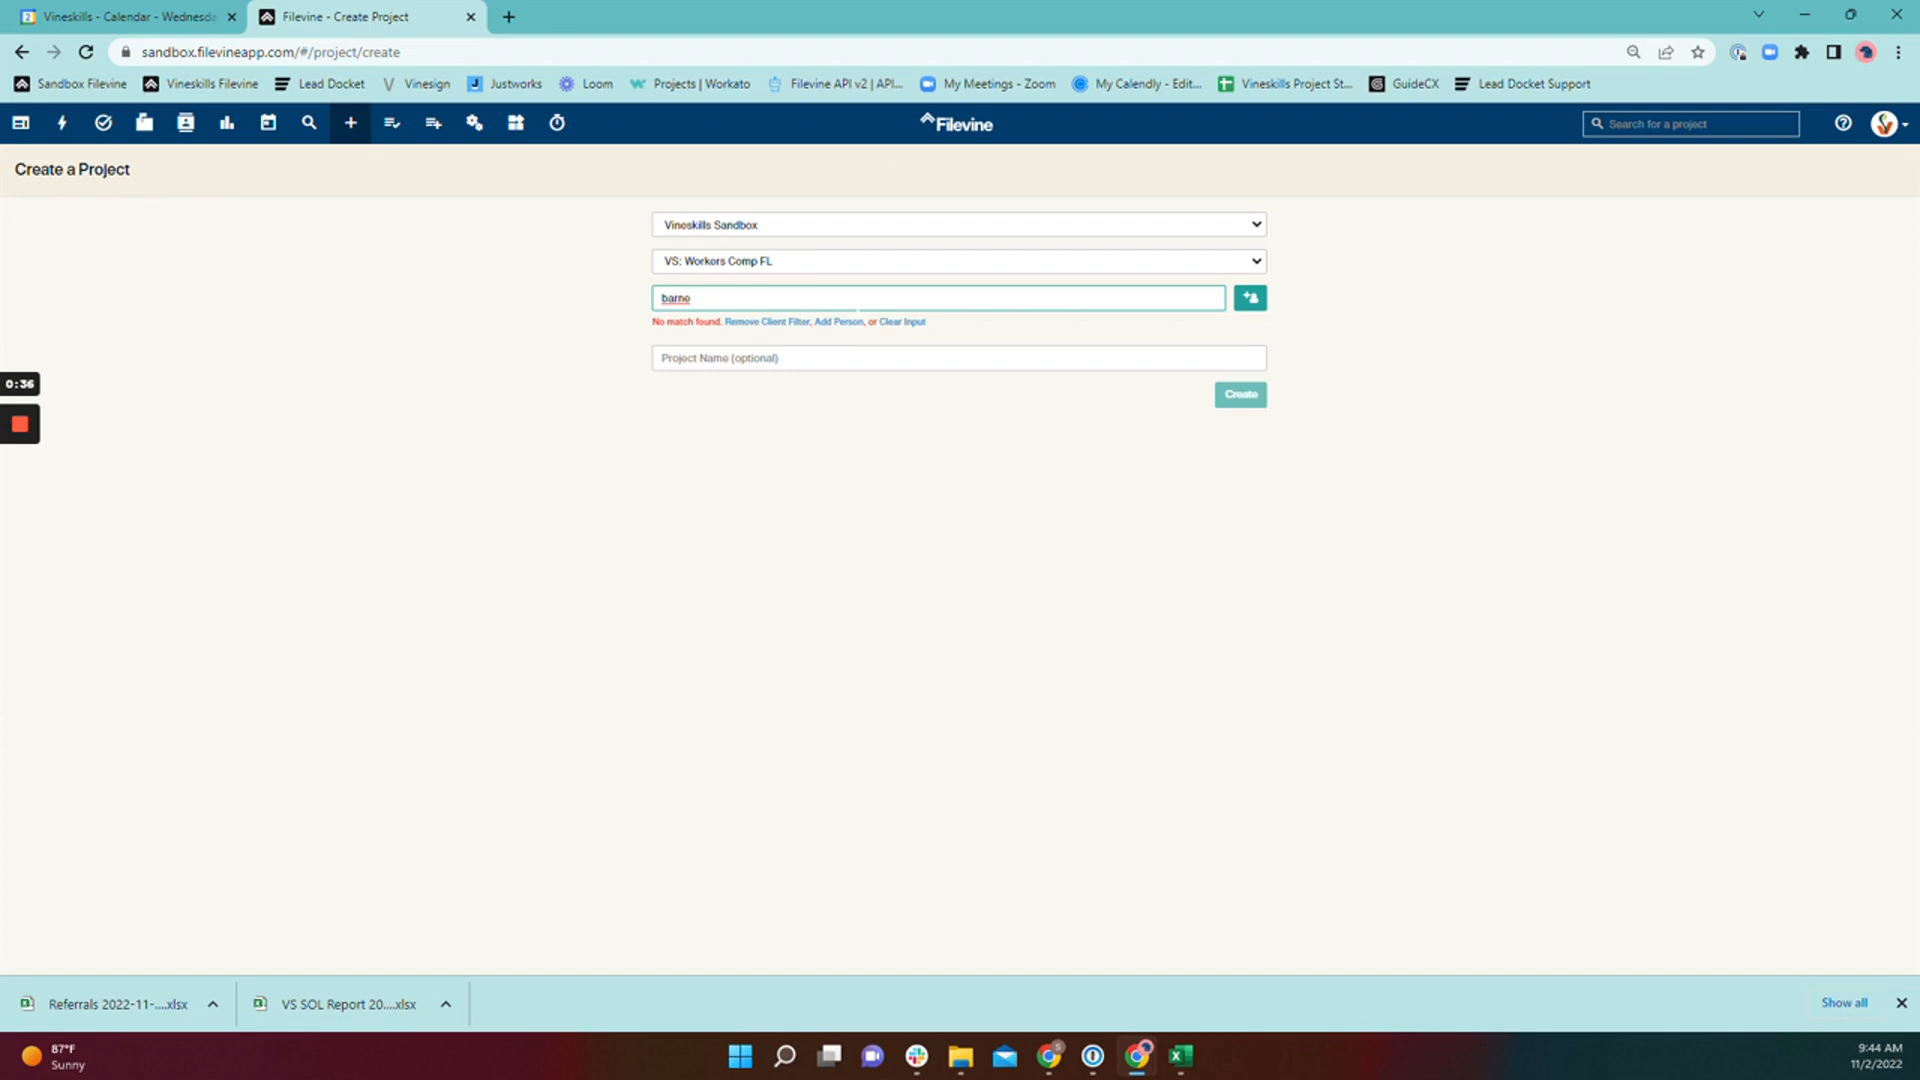 Vineskills - Calendar - Wednesda
Filevine - Create Project
sandbox.filevineapp.com/#/project/create
Sandbox Filevine
Vineskills Filevine
Lead Docket
Vinesign
Justworks
Loom
Projects | Workato
Filevine API v2 | API...
My Meetings - Zoom
My Calendly - Edit...
Vineskills Project St...
GuideCX
Lead Docket Support
Filevine
Search for a project
Create a Project
Vineskills Sandbox
VS: Workers Comp FL
barne
No match found. Remove Client Filter, Add Person, or Clear Input
Project Name (optional)
Create
0:36
Referrals 2022-11-....xlsx
VS SOL Report 20....xlsx
Show all
87°F
Sunny
9:44 AM
11/2/2022